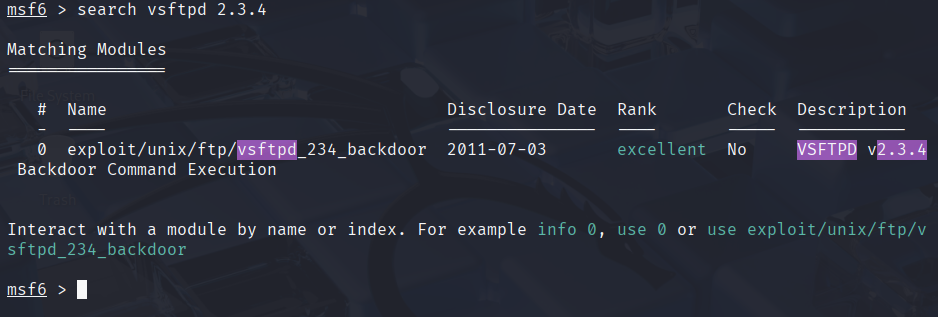 msf6 > search vsftpd 2.3.4
Matching Modules
================
# Name Disclosure Date Rank Check Description
- ---- --------------- ---- ----- -----------
0 exploit/unix/ftp/vsftpd_234_backdoor 2011-07-03 excellent No VSFTPD v2.3.4
Backdoor Command Execution
Trash
Interact with a module by name or index. For example info 0, use 0 or use exploit/unix/ftp/v
sftpd_234_backdoor
msf6 >